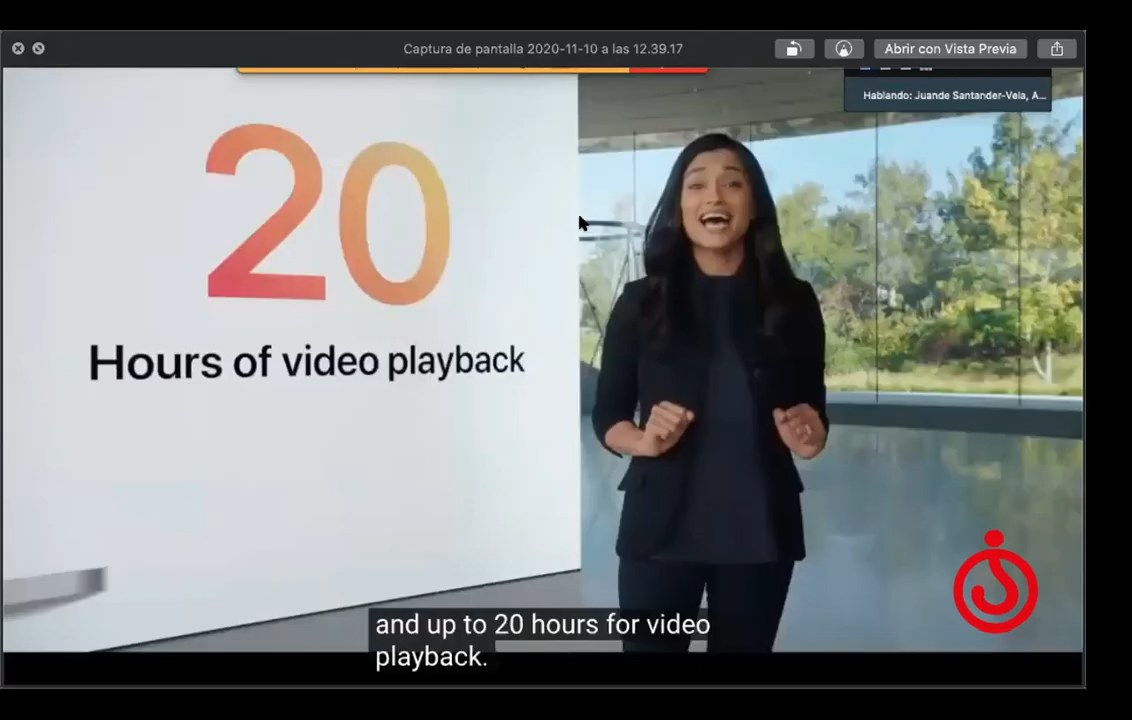 Captura de pantalla 2020-11-10 a las 12.39.17
Abrir con Vista Previa
Hablando: Juande Santander-Vela, A...
20
Hours of video playback
and up to 20 hours for video
playback.